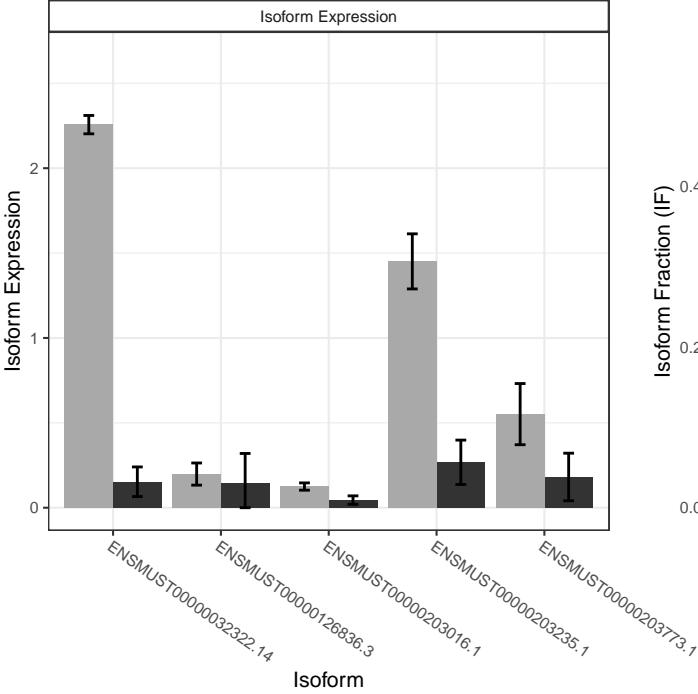 Isoform Expression
Isoform Expression
2
1
0
ENSMUST00000032322.14
ENSMUST00000126836.3
ENSMUST00000203016.1
ENSMUST00000203235.1
ENSMUST00000203773.1
Isoform
Isoform Fraction (IF)
0.4
0.2
0.0